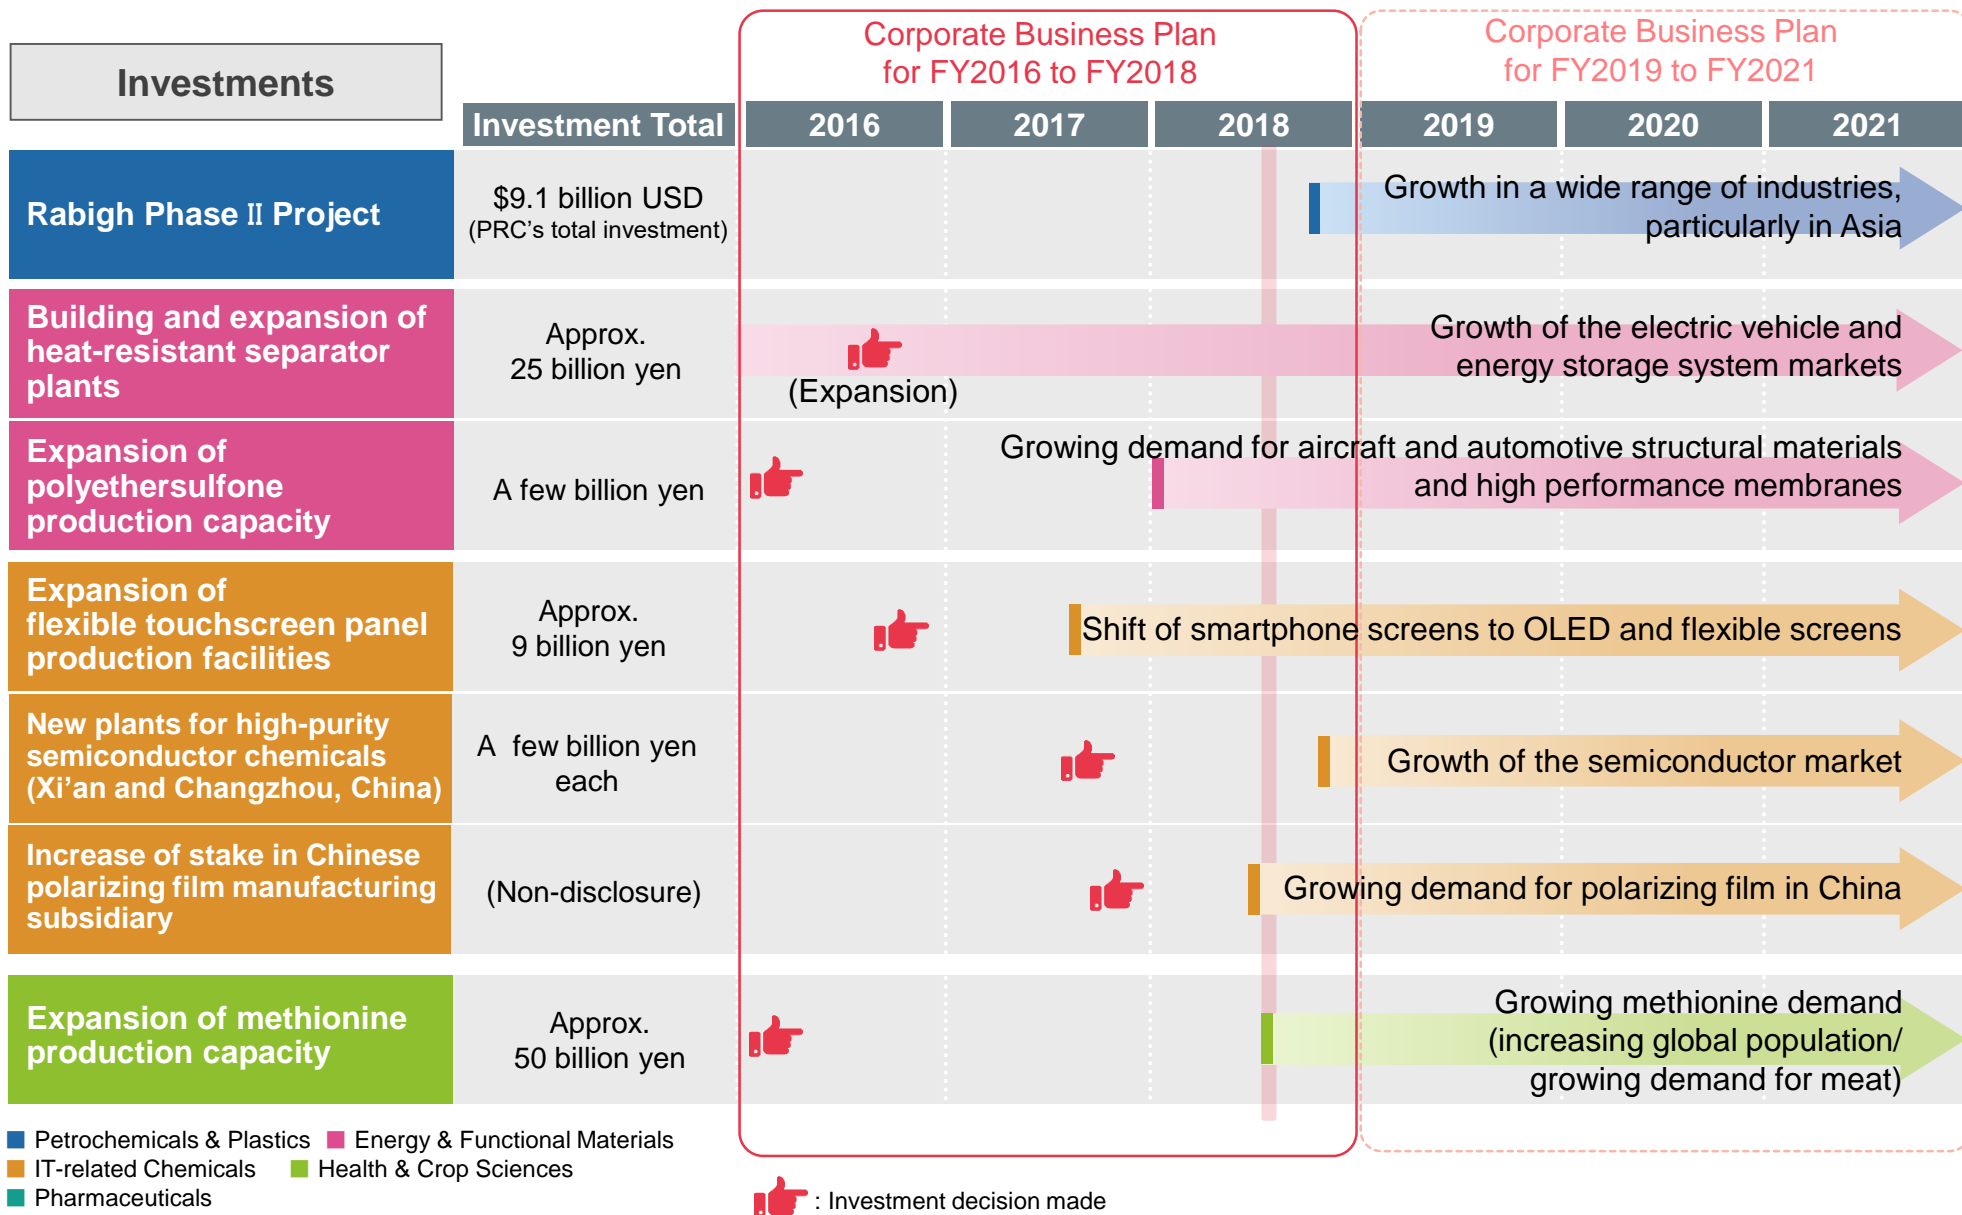 Corporate Business Plan
for FY2016 to FY2018
Corporate Business Plan
for FY2019 to FY2021
Investments
Investment Total
2016
2017
2018
2019
2020
2021
Rabigh Phase Ⅱ Project
$9.1 billion USD
(PRC's total investment)
Growth in a wide range of industries,
particularly in Asia
Building and expansion of
heat-resistant separator
plants
Approx.
25 billion yen
(Expansion)
Growth of the electric vehicle and
energy storage system markets
Expansion of
polyethersulfone
production capacity
A few billion yen
Growing demand for aircraft and automotive structural materials
and high performance membranes
Expansion of
flexible touchscreen panel
production facilities
Approx.
9 billion yen
Shift of smartphone screens to OLED and flexible screens
New plants for high-purity
semiconductor chemicals
(Xi'an and Changzhou, China)
A few billion yen
each
Growth of the semiconductor market
Increase of stake in Chinese
polarizing film manufacturing
subsidiary
(Non-disclosure)
Growing demand for polarizing film in China
Expansion of methionine
production capacity
Approx.
50 billion yen
Growing methionine demand
(increasing global population/
growing demand for meat)
Petrochemicals & Plastics
Energy & Functional Materials
IT-related Chemicals
Health & Crop Sciences
Pharmaceuticals
: Investment decision made